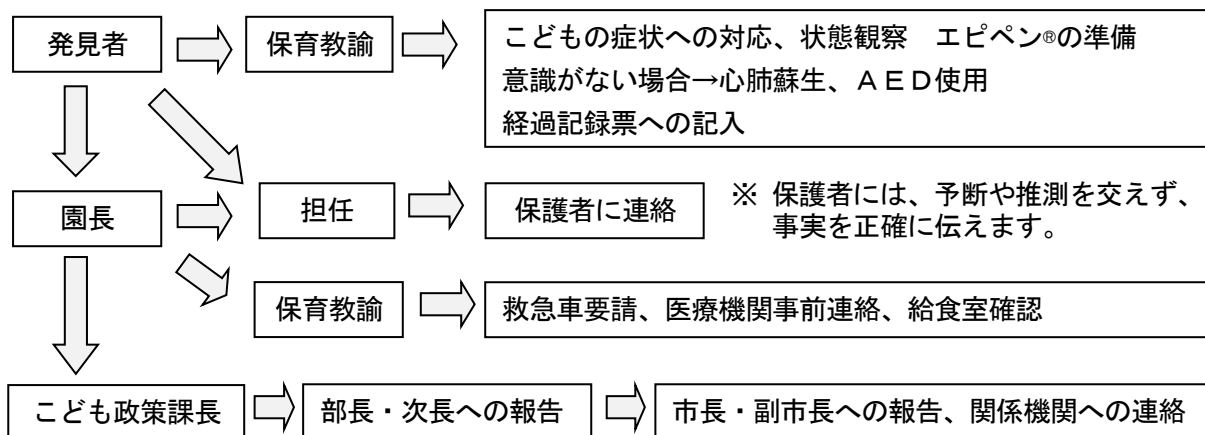 発見者
保育教諭
こどもの症状への対応、状態観察　エピペン®の準備
意識がない場合→心肺蘇生、ＡＥＤ使用
経過記録票への記入
園長
担任
保護者に連絡
※ 保護者には、予断や推測を交えず、
事実を正確に伝えます。
保育教諭
救急車要請、医療機関事前連絡、給食室確認
こども政策課長
部長・次長への報告
市長・副市長への報告、関係機関への連絡